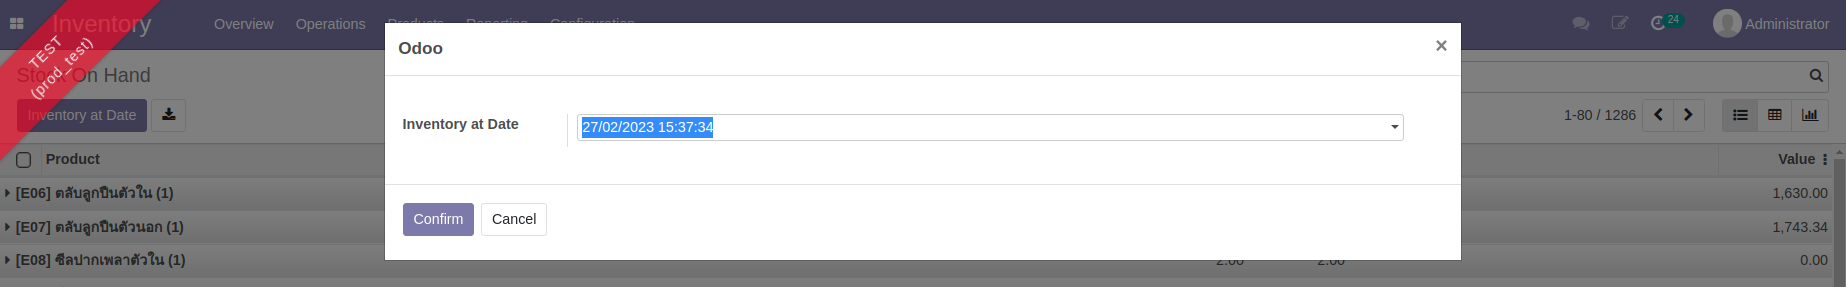 Inventory
Overview
Operations
Products
Reporting
Configuration
24
Administrator
TEST
(prod_test)
Stock On Hand
Inventory at Date
1-80 / 1286
Odoo
×
Inventory at Date
27/02/2023 15:37:34
Confirm
Cancel
Product
Value
[E06] ตลับลูกปืนตัวใน (1)
1,630.00
[E07] ตลับลูกปืนตัวนอก (1)
1,743.34
[E08] ซีลปากเพลาตัวใน (1)
2.00
2.00
0.00